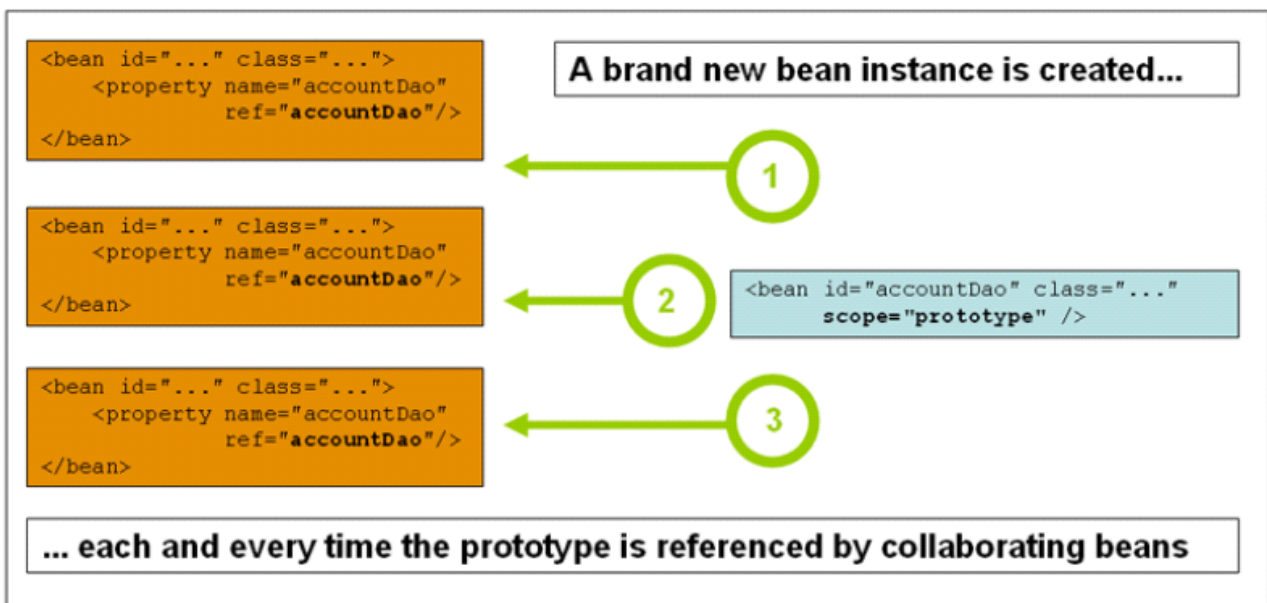 <bean id="..." class="...">
    <property name="accountDao"
              ref="accountDao"/>
</bean>
A brand new bean instance is created...
1
<bean id="..." class="...">
    <property name="accountDao"
              ref="accountDao"/>
</bean>
2
<bean id="accountDao" class="..."
      scope="prototype" />
<bean id="..." class="...">
    <property name="accountDao"
              ref="accountDao"/>
</bean>
3
... each and every time the prototype is referenced by collaborating beans